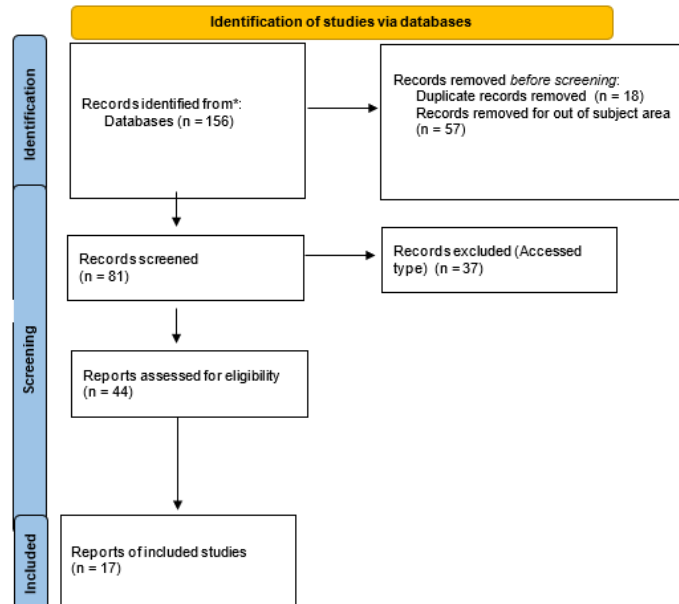 Identification of studies via databases
Identification
Records identified from*:
Databases (n = 156)
Records removed before screening:
Duplicate records removed (n = 18)
Records removed for out of subject area
(n = 57)
Screening
Records screened
(n = 81)
Records excluded (Accessed
type) (n = 37)
Reports assessed for eligibility
(n = 44)
Included
Reports of included studies
(n = 17)